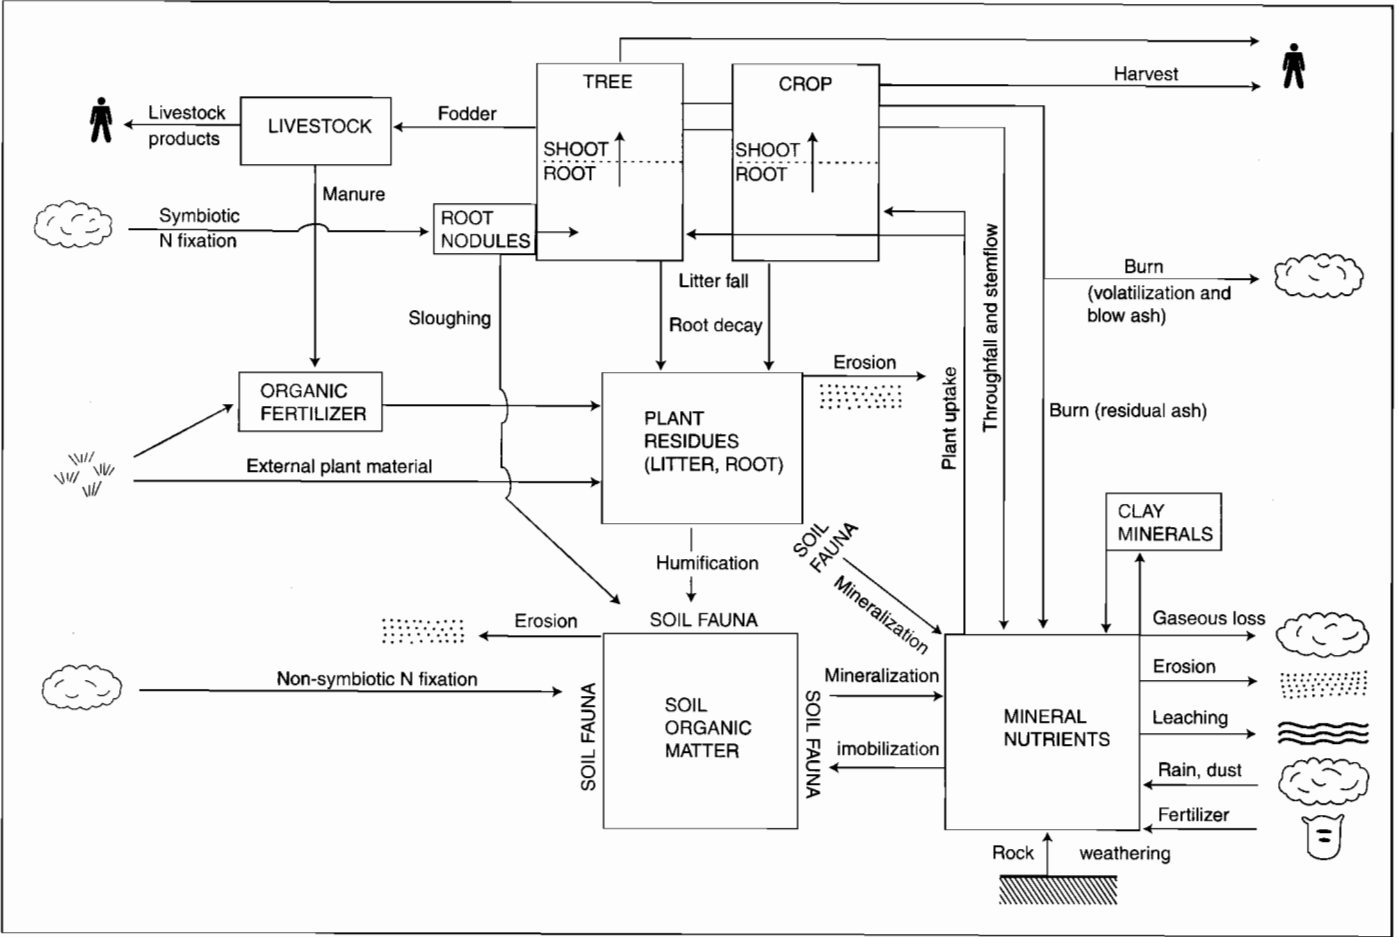 TREE
CROP
Harvest
Livestock
products
LIVESTOCK
Fodder
SHOOT
ROOT
SHOOT
ROOT
Manure
Symbiotic
N fixation
ROOT
NODULES
Litter fall
Root decay
Sloughing
Burn
(volatilization and
blow ash)
Throughfall and stemflow
Plant uptake
Burn (residual ash)
Erosion
ORGANIC
FERTILIZER
PLANT
RESIDUES
(LITTER, ROOT)
External plant material
CLAY
MINERALS
SOIL
FAUNA
Mineralization
Humification
SOIL FAUNA
Erosion
Non-symbiotic N fixation
SOIL FAUNA
SOIL
ORGANIC
MATTER
SOIL FAUNA
Mineralization
imobilization
MINERAL
NUTRIENTS
Gaseous loss
Erosion
Leaching
Rain, dust
Fertilizer
Rock weathering